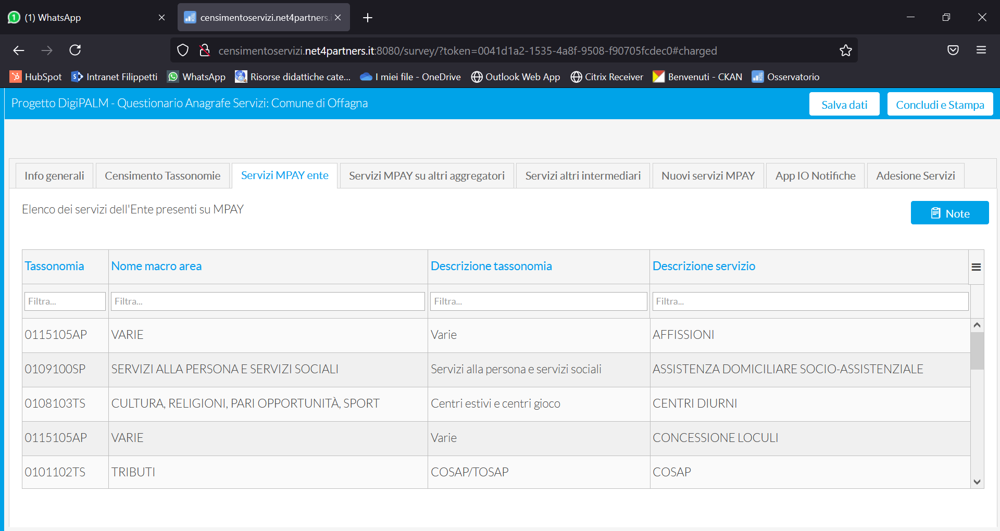 (1) WhatsApp
censimentoservizi.net4partners.i
censimentoservizi.net4partners.it:8080/survey/?token=0041d1a2-1535-4a8f-9508-f90705fcdec0#charged
HubSpot Intranet Filippetti WhatsApp Risorse didattiche cate... I miei file - OneDrive Outlook Web App Citrix Receiver Benvenuti - CKAN Osservatorio
Progetto DigiPALM - Questionario Anagrafe Servizi: Comune di Offagna
Salva dati
Concludi e Stampa
Info generali Censimento Tassonomie Servizi MPAY ente Servizi MPAY su altri aggregatori Servizi altri intermediari Nuovi servizi MPAY App IO Notifiche Adesione Servizi
Elenco dei servizi dell'Ente presenti su MPAY
Note
Tassonomia Nome macro area Descrizione tassonomia Descrizione servizio
Filtra... Filtra... Filtra... Filtra...
0115105AP VARIE Varie AFFISSIONI
0109100SP SERVIZI ALLA PERSONA E SERVIZI SOCIALI Servizi alla persona e servizi sociali ASSISTENZA DOMICILIARE SOCIO-ASSISTENZIALE
0108103TS CULTURA, RELIGIONI, PARI OPPORTUNITÀ, SPORT Centri estivi e centri gioco CENTRI DIURNI
0115105AP VARIE Varie CONCESSIONE LOCULI
0101102TS TRIBUTI COSAP/TOSAP COSAP